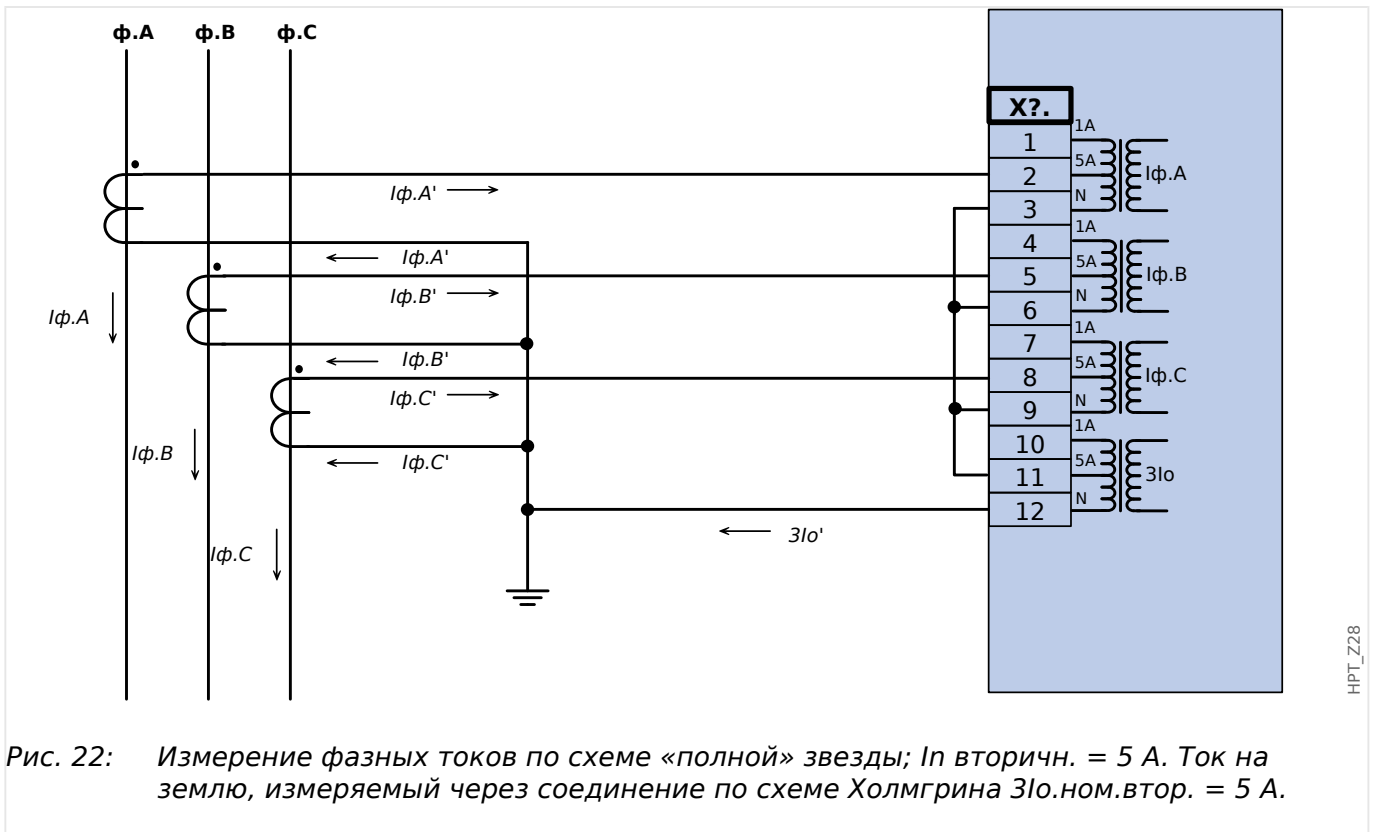 ф.A ф.B ф.C
X?.
1
2
3
4
5
6
7
8
9
10
11
12
1A
5A
N
Iф.A
1A
5A
N
Iф.B
1A
5A
N
Iф.C
1A
5A
N
3Io
Iф.A'
Iф.A'
Iф.B'
Iф.B'
Iф.C'
Iф.C'
3Io'
Iф.A
Iф.B
Iф.C
HPT_Z28
Рис. 22: Измерение фазных токов по схеме «полной» звезды; In вторичн. = 5 A. Ток на
землю, измеряемый через соединение по схеме Холмгрина 3Io.ном.втор. = 5 A.